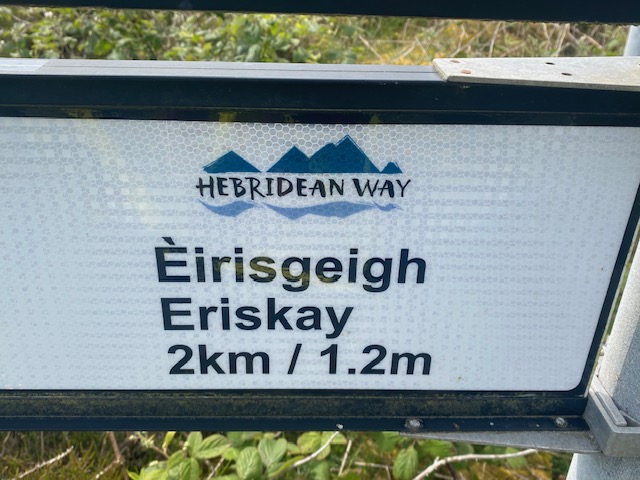 HEBRIDEAN WAY
Èirisgeigh
Eriskay
2km / 1.2m